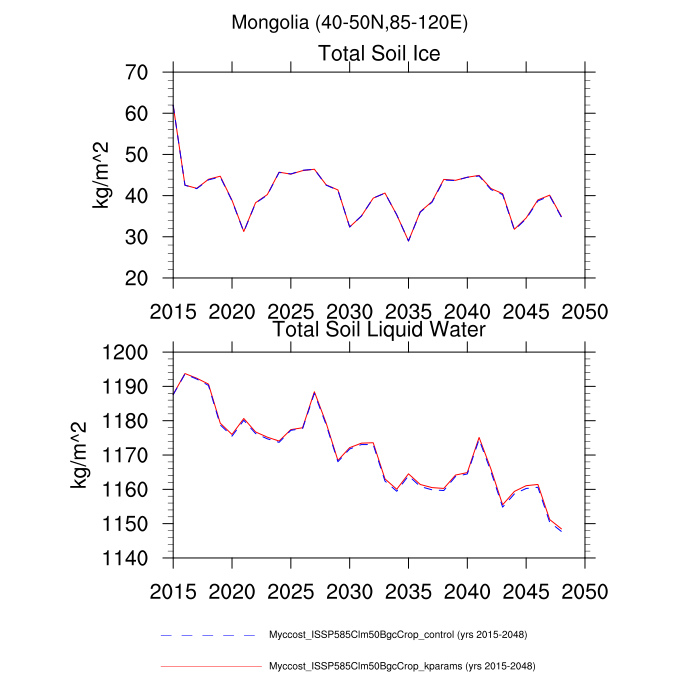 Mongolia (40-50N,85-120E)
Total Soil Ice
70
60
50
40
30
20
kg/m^2
2015 2020 2025 2030 2035 2040 2045 2050
Total Soil Liquid Water
1200
1190
1180
1170
1160
1150
1140
kg/m^2
2015 2020 2025 2030 2035 2040 2045 2050
Myccost_ISSP585Clm50BgcCrop_control (yrs 2015-2048)
Myccost_ISSP585Clm50BgcCrop_kparams (yrs 2015-2048)